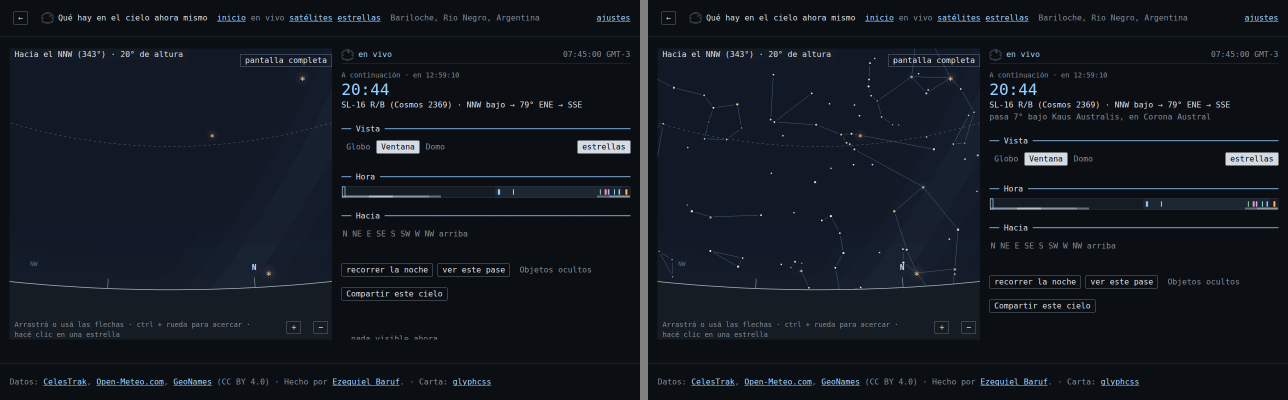 ← Qué hay en el cielo ahora mismo inicio en vivo satélites estrellas Bariloche, Rio Negro, Argentina ajustes
Hacia el NNW (343°) · 20° de altura
pantalla completa
NW
N
Arrastrá o usá las flechas · ctrl + rueda para acercar ·
hacé clic en una estrella
+ −
en vivo 07:45:00 GMT-3
A continuación · en 12:59:10
20:44
SL-16 R/B (Cosmos 2369) · NNW bajo → 79° ENE → SSE
Vista
Globo Ventana Domo estrellas
Hora
Hacia
N NE E SE S SW W NW arriba
recorrer la noche ver este pase Objetos ocultos
Compartir este cielo
nada visible ahora
Datos: CelesTrak, Open-Meteo.com, GeoNames (CC BY 4.0) · Hecho por Ezequiel Baruf. · Carta: glyphcss
← Qué hay en el cielo ahora mismo inicio en vivo satélites estrellas Bariloche, Rio Negro, Argentina ajustes
Hacia el NNW (343°) · 20° de altura
pantalla completa
NW
N
Arrastrá o usá las flechas · ctrl + rueda para acercar ·
hacé clic en una estrella
+ −
en vivo 07:45:00 GMT-3
A continuación · en 12:59:10
20:44
SL-16 R/B (Cosmos 2369) · NNW bajo → 79° ENE → SSE
pasa 7° bajo Kaus Australis, en Corona Austral
Vista
Globo Ventana Domo estrellas
Hora
Hacia
N NE E SE S SW W NW arriba
recorrer la noche ver este pase Objetos ocultos
Compartir este cielo
Datos: CelesTrak, Open-Meteo.com, GeoNames (CC BY 4.0) · Hecho por Ezequiel Baruf. · Carta: glyphcss